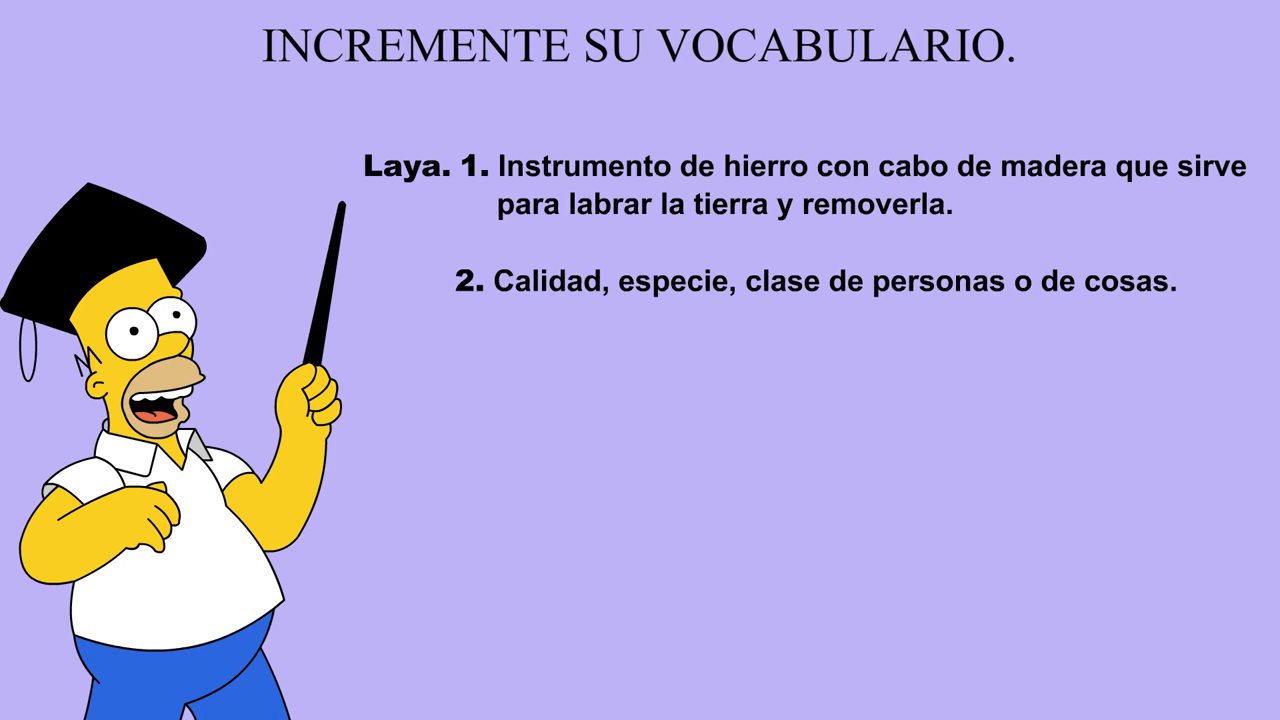 INCREMENTE SU VOCABULARIO.
Laya. 1. Instrumento de hierro con cabo de madera que sirve
para labrar la tierra y removerla.
2. Calidad, especie, clase de personas o de cosas.